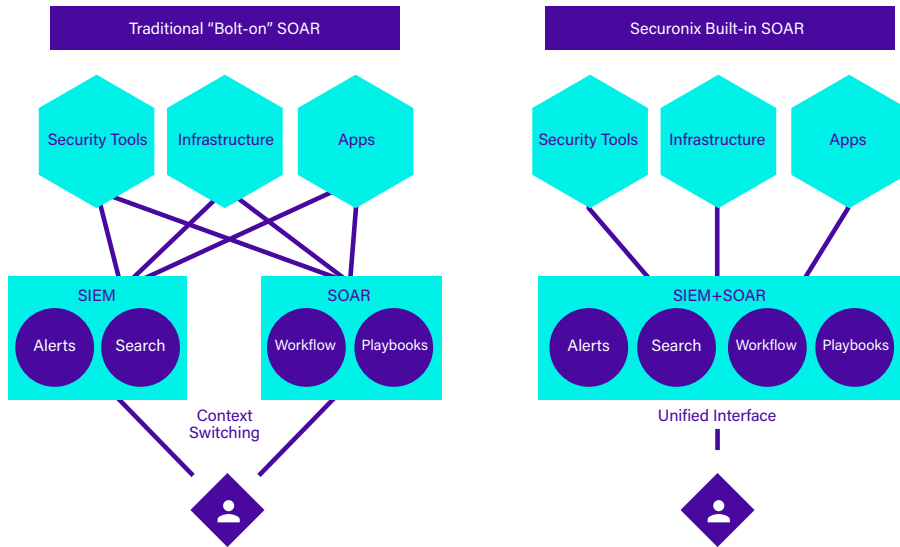 Traditional “Bolt-on” SOAR
Security Tools
Infrastructure
Apps
SIEM
Alerts
Search
SOAR
Workflow
Playbooks
Context
Switching
Securonix Built-in SOAR
Security Tools
Infrastructure
Apps
SIEM+SOAR
Alerts
Search
Workflow
Playbooks
Unified Interface